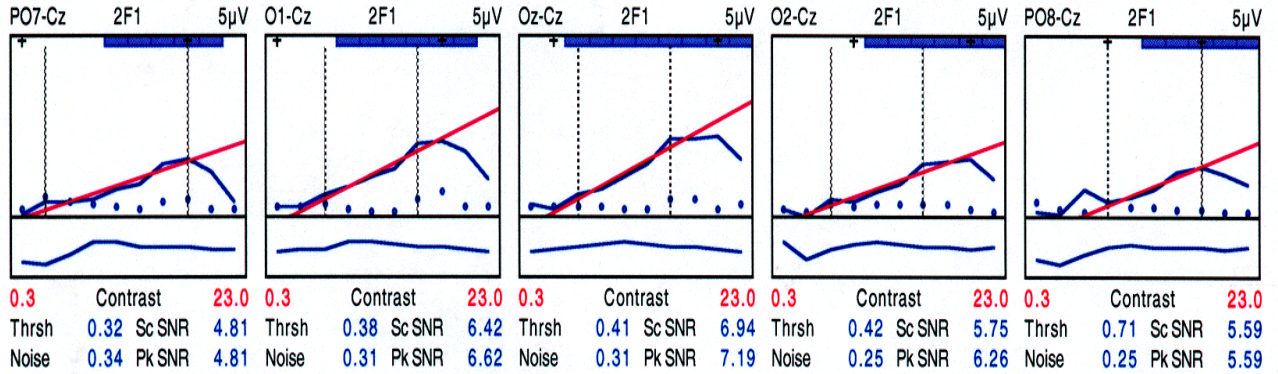 PO7-Cz 2F1 5µV O1-Cz 2F1 5µV Oz-Cz 2F1 5µV O2-Cz 2F1 5µV PO8-Cz 2F1 5µV
0.3 Contrast 23.0 0.3 Contrast 23.0 0.3 Contrast 23.0 0.3 Contrast 23.0 0.3 Contrast 23.0
Thrsh 0.32 Sc SNR 4.81 Thrsh 0.38 Sc SNR 6.42 Thrsh 0.41 Sc SNR 6.94 Thrsh 0.42 Sc SNR 5.75 Thrsh 0.71 Sc SNR 5.59
Noise 0.34 Pk SNR 4.81 Noise 0.31 Pk SNR 6.62 Noise 0.31 Pk SNR 7.19 Noise 0.25 Pk SNR 6.26 Noise 0.25 Pk SNR 5.59